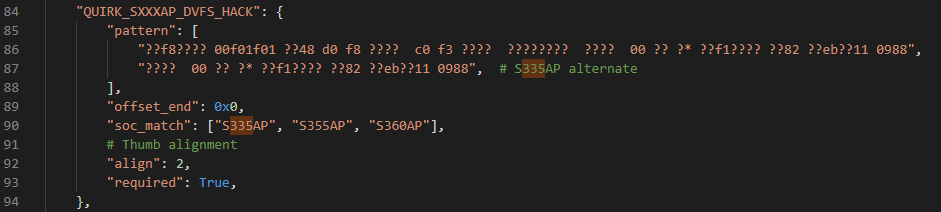 84 "QUIRK_SXXXAP_DVFS_HACK": {
85 "pattern": [
86 "??f8???? 00f01f01 ??48 d0 f8 ????  c0 f3 ????  ????????  ????  00 ?? ?* ??f1???? ??82 ??eb??11 0988",
87 "????  00 ?? ?* ??f1???? ??82 ??eb??11 0988",  # S335AP alternate
88 ],
89 "offset_end": 0x0,
90 "soc_match": ["S335AP", "S355AP", "S360AP"],
91 # Thumb alignment
92 "align": 2,
93 "required": True,
94 },